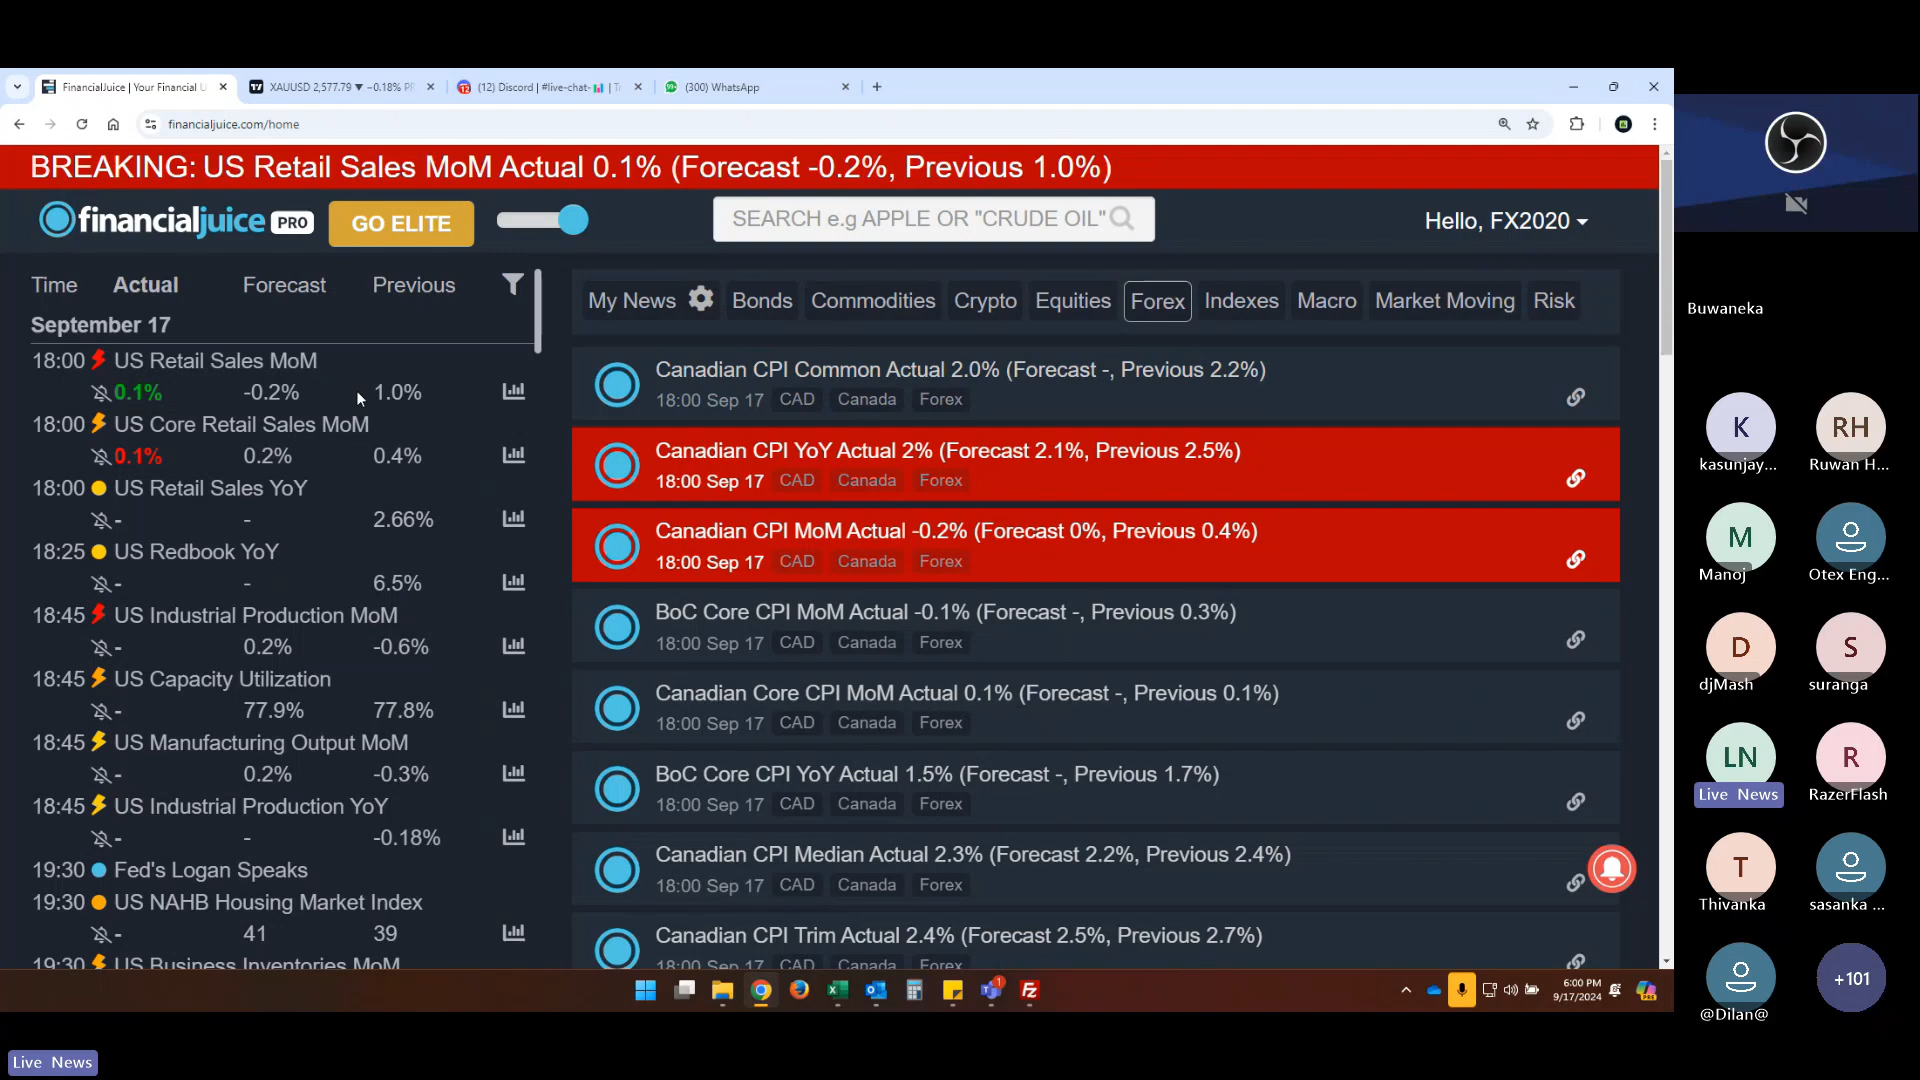 FinancialJuice | Your Financial
XAUUSD 2,577.79 ▼ −0.18%
(12) Discord | #live-chat-
(300) WhatsApp
financialjuice.com/home
BREAKING: US Retail Sales MoM Actual 0.1% (Forecast -0.2%, Previous 1.0%)
financialjuice PRO
GO ELITE
SEARCH e.g APPLE OR "CRUDE OIL"
Hello, FX2020
Time Actual Forecast Previous
September 17
18:00 US Retail Sales MoM
0.1% -0.2% 1.0%
18:00 US Core Retail Sales MoM
0.1% 0.2% 0.4%
18:00 US Retail Sales YoY
- - 2.66%
18:25 US Redbook YoY
- - 6.5%
18:45 US Industrial Production MoM
- 0.2% -0.6%
18:45 US Capacity Utilization
- 77.9% 77.8%
18:45 US Manufacturing Output MoM
- 0.2% -0.3%
18:45 US Industrial Production YoY
- - -0.18%
19:30 Fed's Logan Speaks
19:30 US NAHB Housing Market Index
- 41 39
19:30 US Business Inventories MoM
My News Bonds Commodities Crypto Equities Forex Indexes Macro Market Moving Risk
Canadian CPI Common Actual 2.0% (Forecast -, Previous 2.2%)
18:00 Sep 17 CAD Canada Forex
Canadian CPI YoY Actual 2% (Forecast 2.1%, Previous 2.5%)
18:00 Sep 17 CAD Canada Forex
Canadian CPI MoM Actual -0.2% (Forecast 0%, Previous 0.4%)
18:00 Sep 17 CAD Canada Forex
BoC Core CPI MoM Actual -0.1% (Forecast -, Previous 0.3%)
18:00 Sep 17 CAD Canada Forex
Canadian Core CPI MoM Actual 0.1% (Forecast -, Previous 0.1%)
18:00 Sep 17 CAD Canada Forex
BoC Core CPI YoY Actual 1.5% (Forecast -, Previous 1.7%)
18:00 Sep 17 CAD Canada Forex
Canadian CPI Median Actual 2.3% (Forecast 2.2%, Previous 2.4%)
18:00 Sep 17 CAD Canada Forex
Canadian CPI Trim Actual 2.4% (Forecast 2.5%, Previous 2.7%)
18:00 Sep 17 CAD Canada Forex
6:00 PM
9/17/2024
Buwaneka
K RH
kasunjay... Ruwan H...
M
Manoj Otex Eng...
D S
djMash suranga
LN R
Live News RazerFlash
T
Thivanka sasanka ...
+101
@Dilan@
Live News